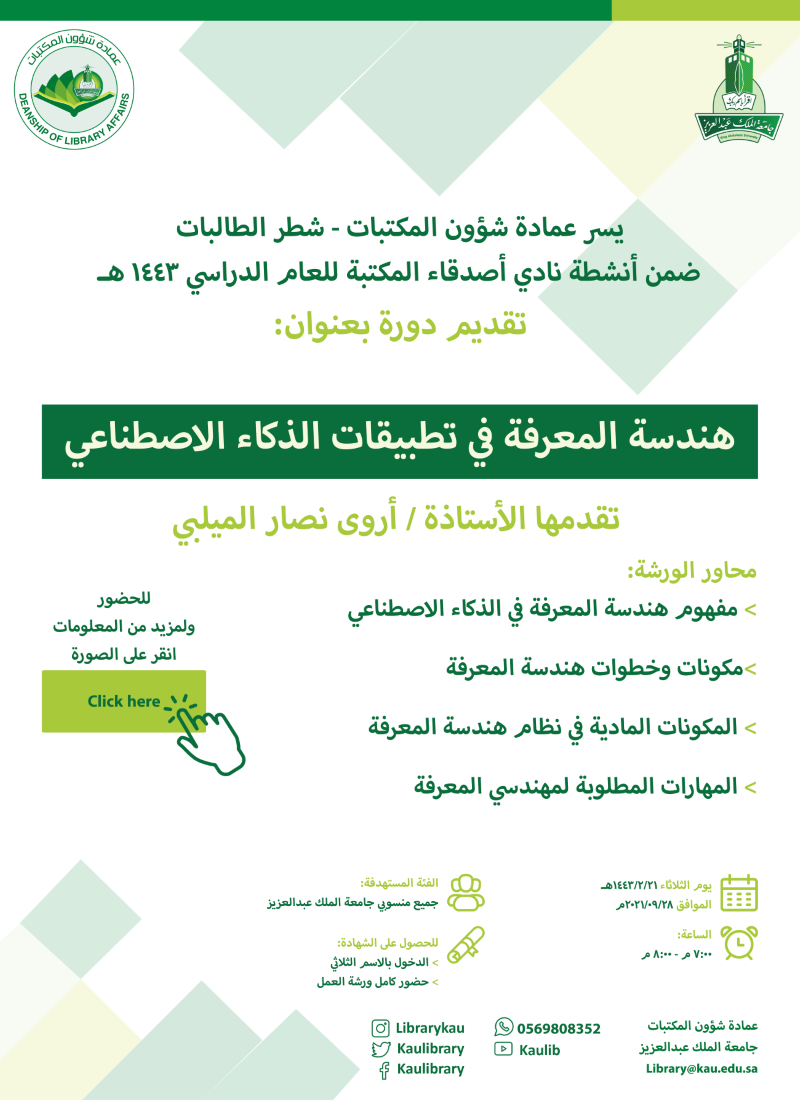 عمادة شؤون المكتبات
DEANSHIP OF LIBRARY AFFAIRS
جامعة الملك عبدالعزيز
يسر عمادة شؤون المكتبات - شطر الطالبات
ضمن أنشطة نادي أصدقاء المكتبة للعام الدراسي ١٤٤٣ هـ
تقديم دورة بعنوان:
هندسة المعرفة في تطبيقات الذكاء الاصطناعي
تقدمها الأستاذة / أروى نصار الميلبي
محاور الورشة:
> مفهوم هندسة المعرفة في الذكاء الاصطناعي
>مكونات وخطوات هندسة المعرفة
> المكونات المادية في نظام هندسة المعرفة
> المهارات المطلوبة لمهندسي المعرفة
للحضور
ولمزيد من المعلومات
انقر على الصورة
Click here
يوم الثلاثاء ١٤٤٣/٢/٢١هـ
الموافق ٢٠٢١/٠٩/٢٨م
الساعة:
٧:٠٠ م - ٨:٠٠ م
الفئة المستهدفة:
جميع منسوبي جامعة الملك عبدالعزيز
للحصول على الشهادة:
> الدخول بالاسم الثلاثي
> حضور كامل ورشة العمل
عمادة شؤون المكتبات
جامعة الملك عبدالعزيز
Library@kau.edu.sa
0569808352
Kaulib
Librarykau
Kaulibrary
Kaulibrary